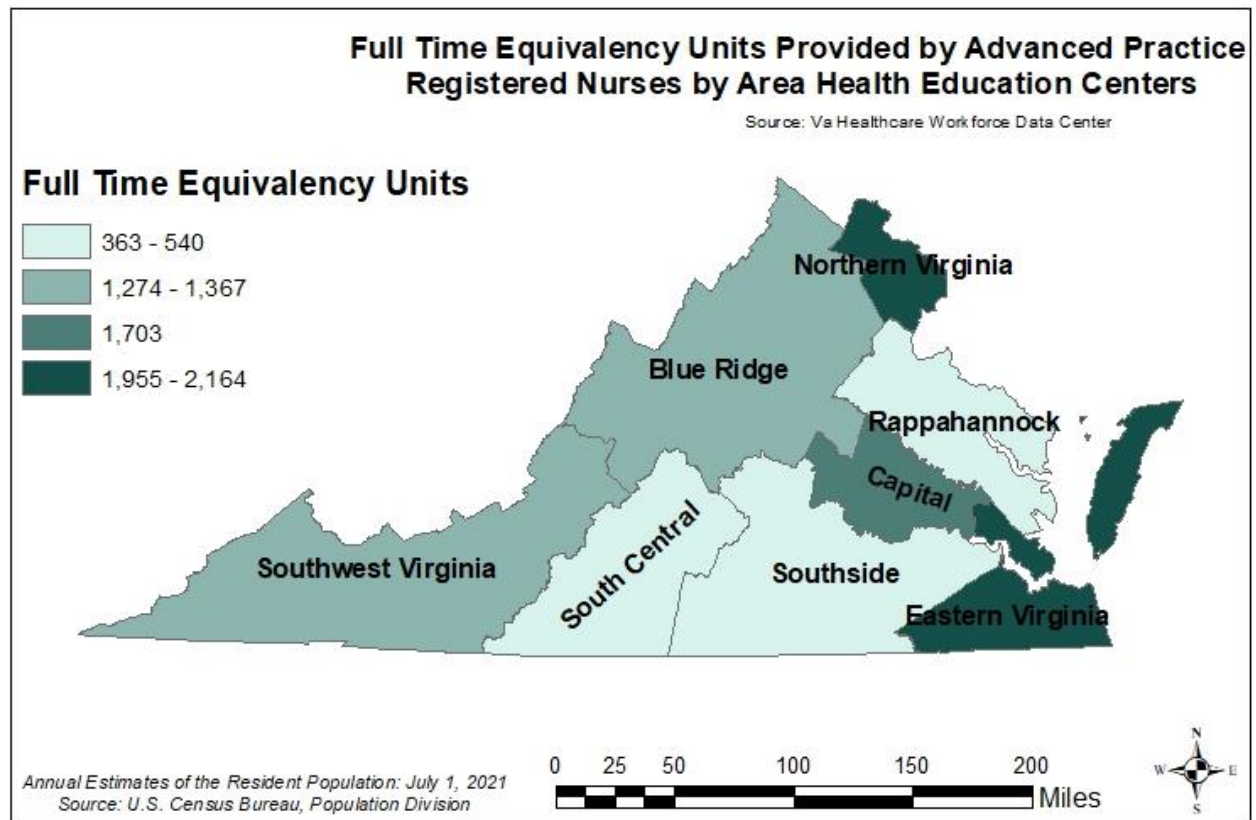 Full Time Equivalency Units Provided by Advanced Practice
Registered Nurses by Area Health Education Centers
Source: Va Healthcare Workforce Data Center
Full Time Equivalency Units
363 - 540
1,274 - 1,367
1,703
1,955 - 2,164
Northern Virginia
Blue Ridge
Rappahannock
Capital
South Central
Southwest Virginia
Southside
Eastern Virginia
Annual Estimates of the Resident Population: July 1, 2021
Source: U.S. Census Bureau, Population Division
0 25 50 100 150 200
Miles
N
W E
S